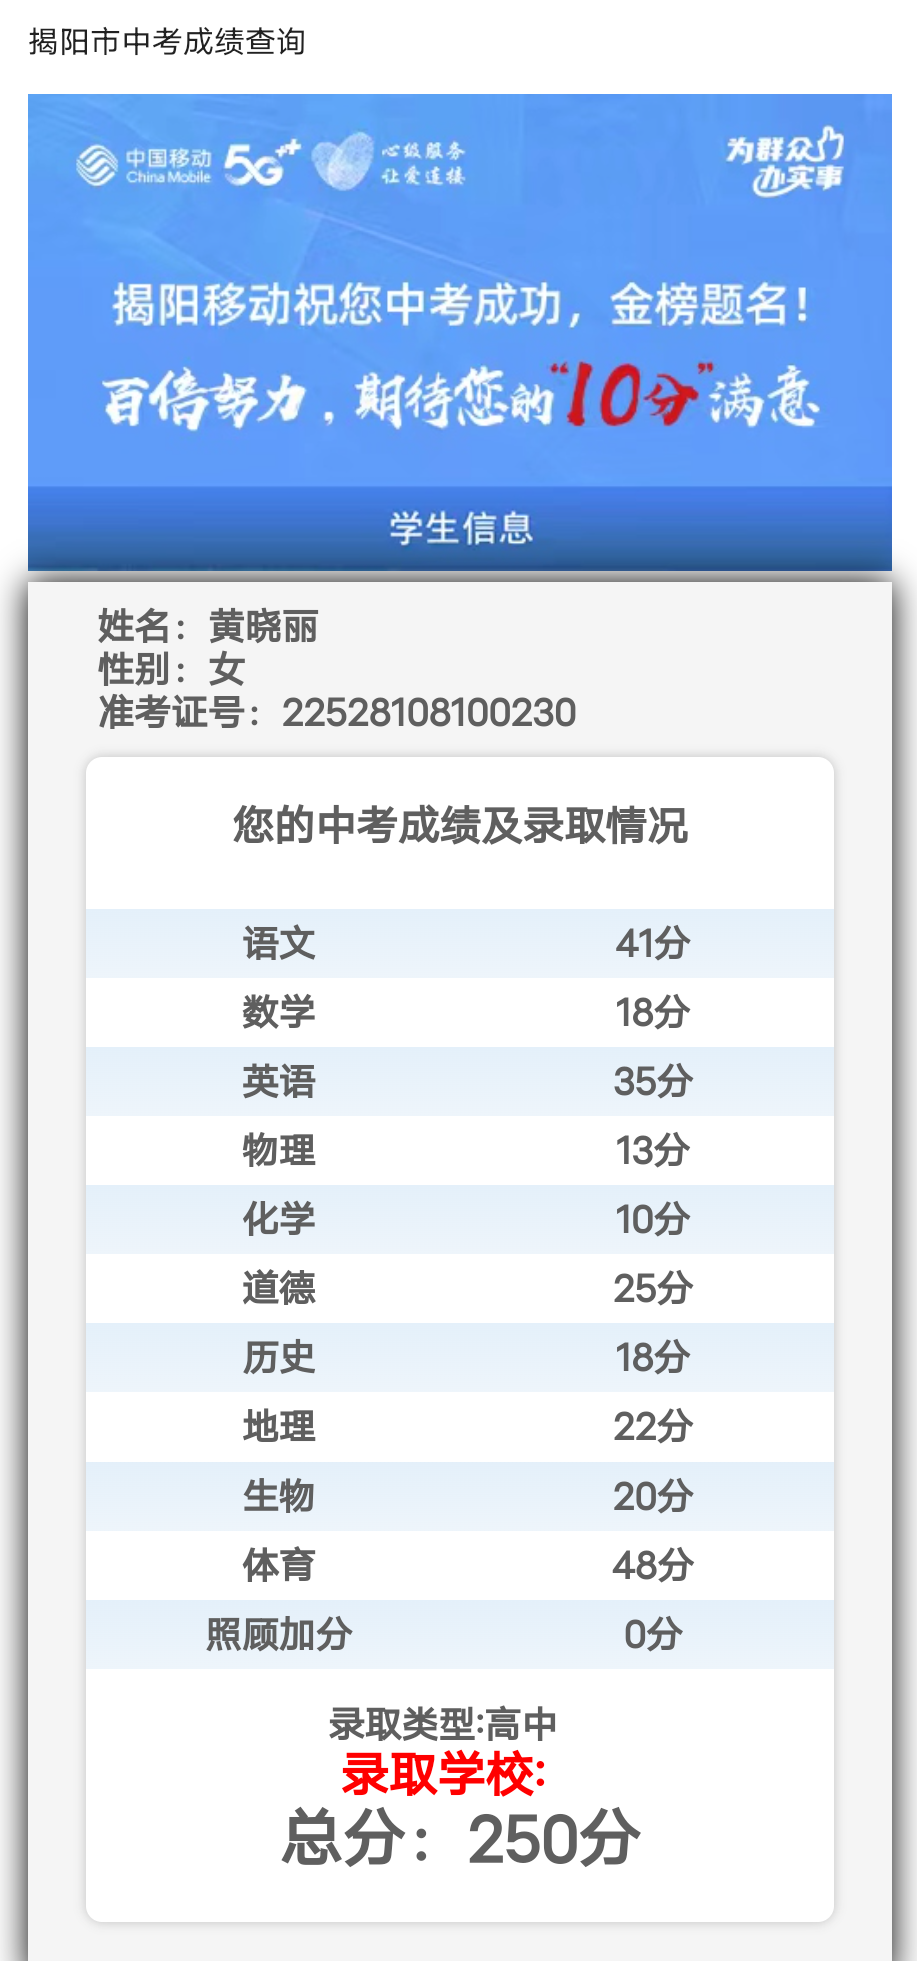 揭阳市中考成绩查询
中国移动
China Mobile
5G++
心级服务
让爱连接
为群众
办实事
揭阳移动祝您中考成功，金榜题名！
百倍努力，期待您的“10分”满意
学生信息
姓名：黄晓丽
性别：女
准考证号：22528108100230
您的中考成绩及录取情况
语文 41分
数学 18分
英语 35分
物理 13分
化学 10分
道德 25分
历史 18分
地理 22分
生物 20分
体育 48分
照顾加分 0分
录取类型:高中
录取学校:
总分：250分